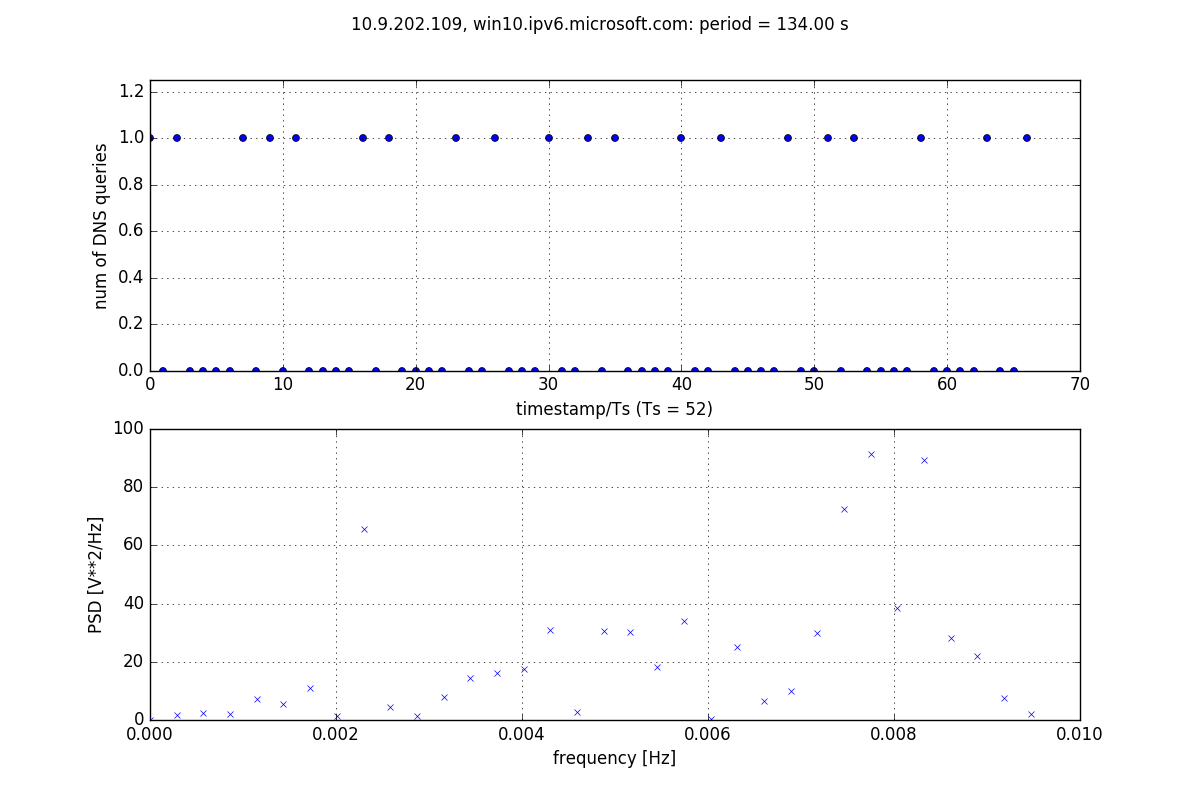 10.9.202.109, win10.ipv6.microsoft.com: period = 134.00 s
1.2
1.0
0.8
0.6
0.4
0.2
0.0
num of DNS queries
0 10 20 30 40 50 60 70
timestamp/Ts (Ts = 52)
100
80
60
40
20
0
PSD [V**2/Hz]
0.000 0.002 0.004 0.006 0.008 0.010
frequency [Hz]